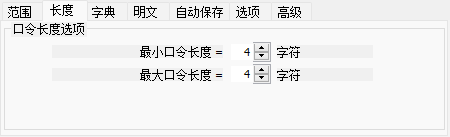 范围 长度 字典 明文 自动保存 选项 高级
口令长度选项
最小口令长度 = 4 字符
最大口令长度 = 4 字符